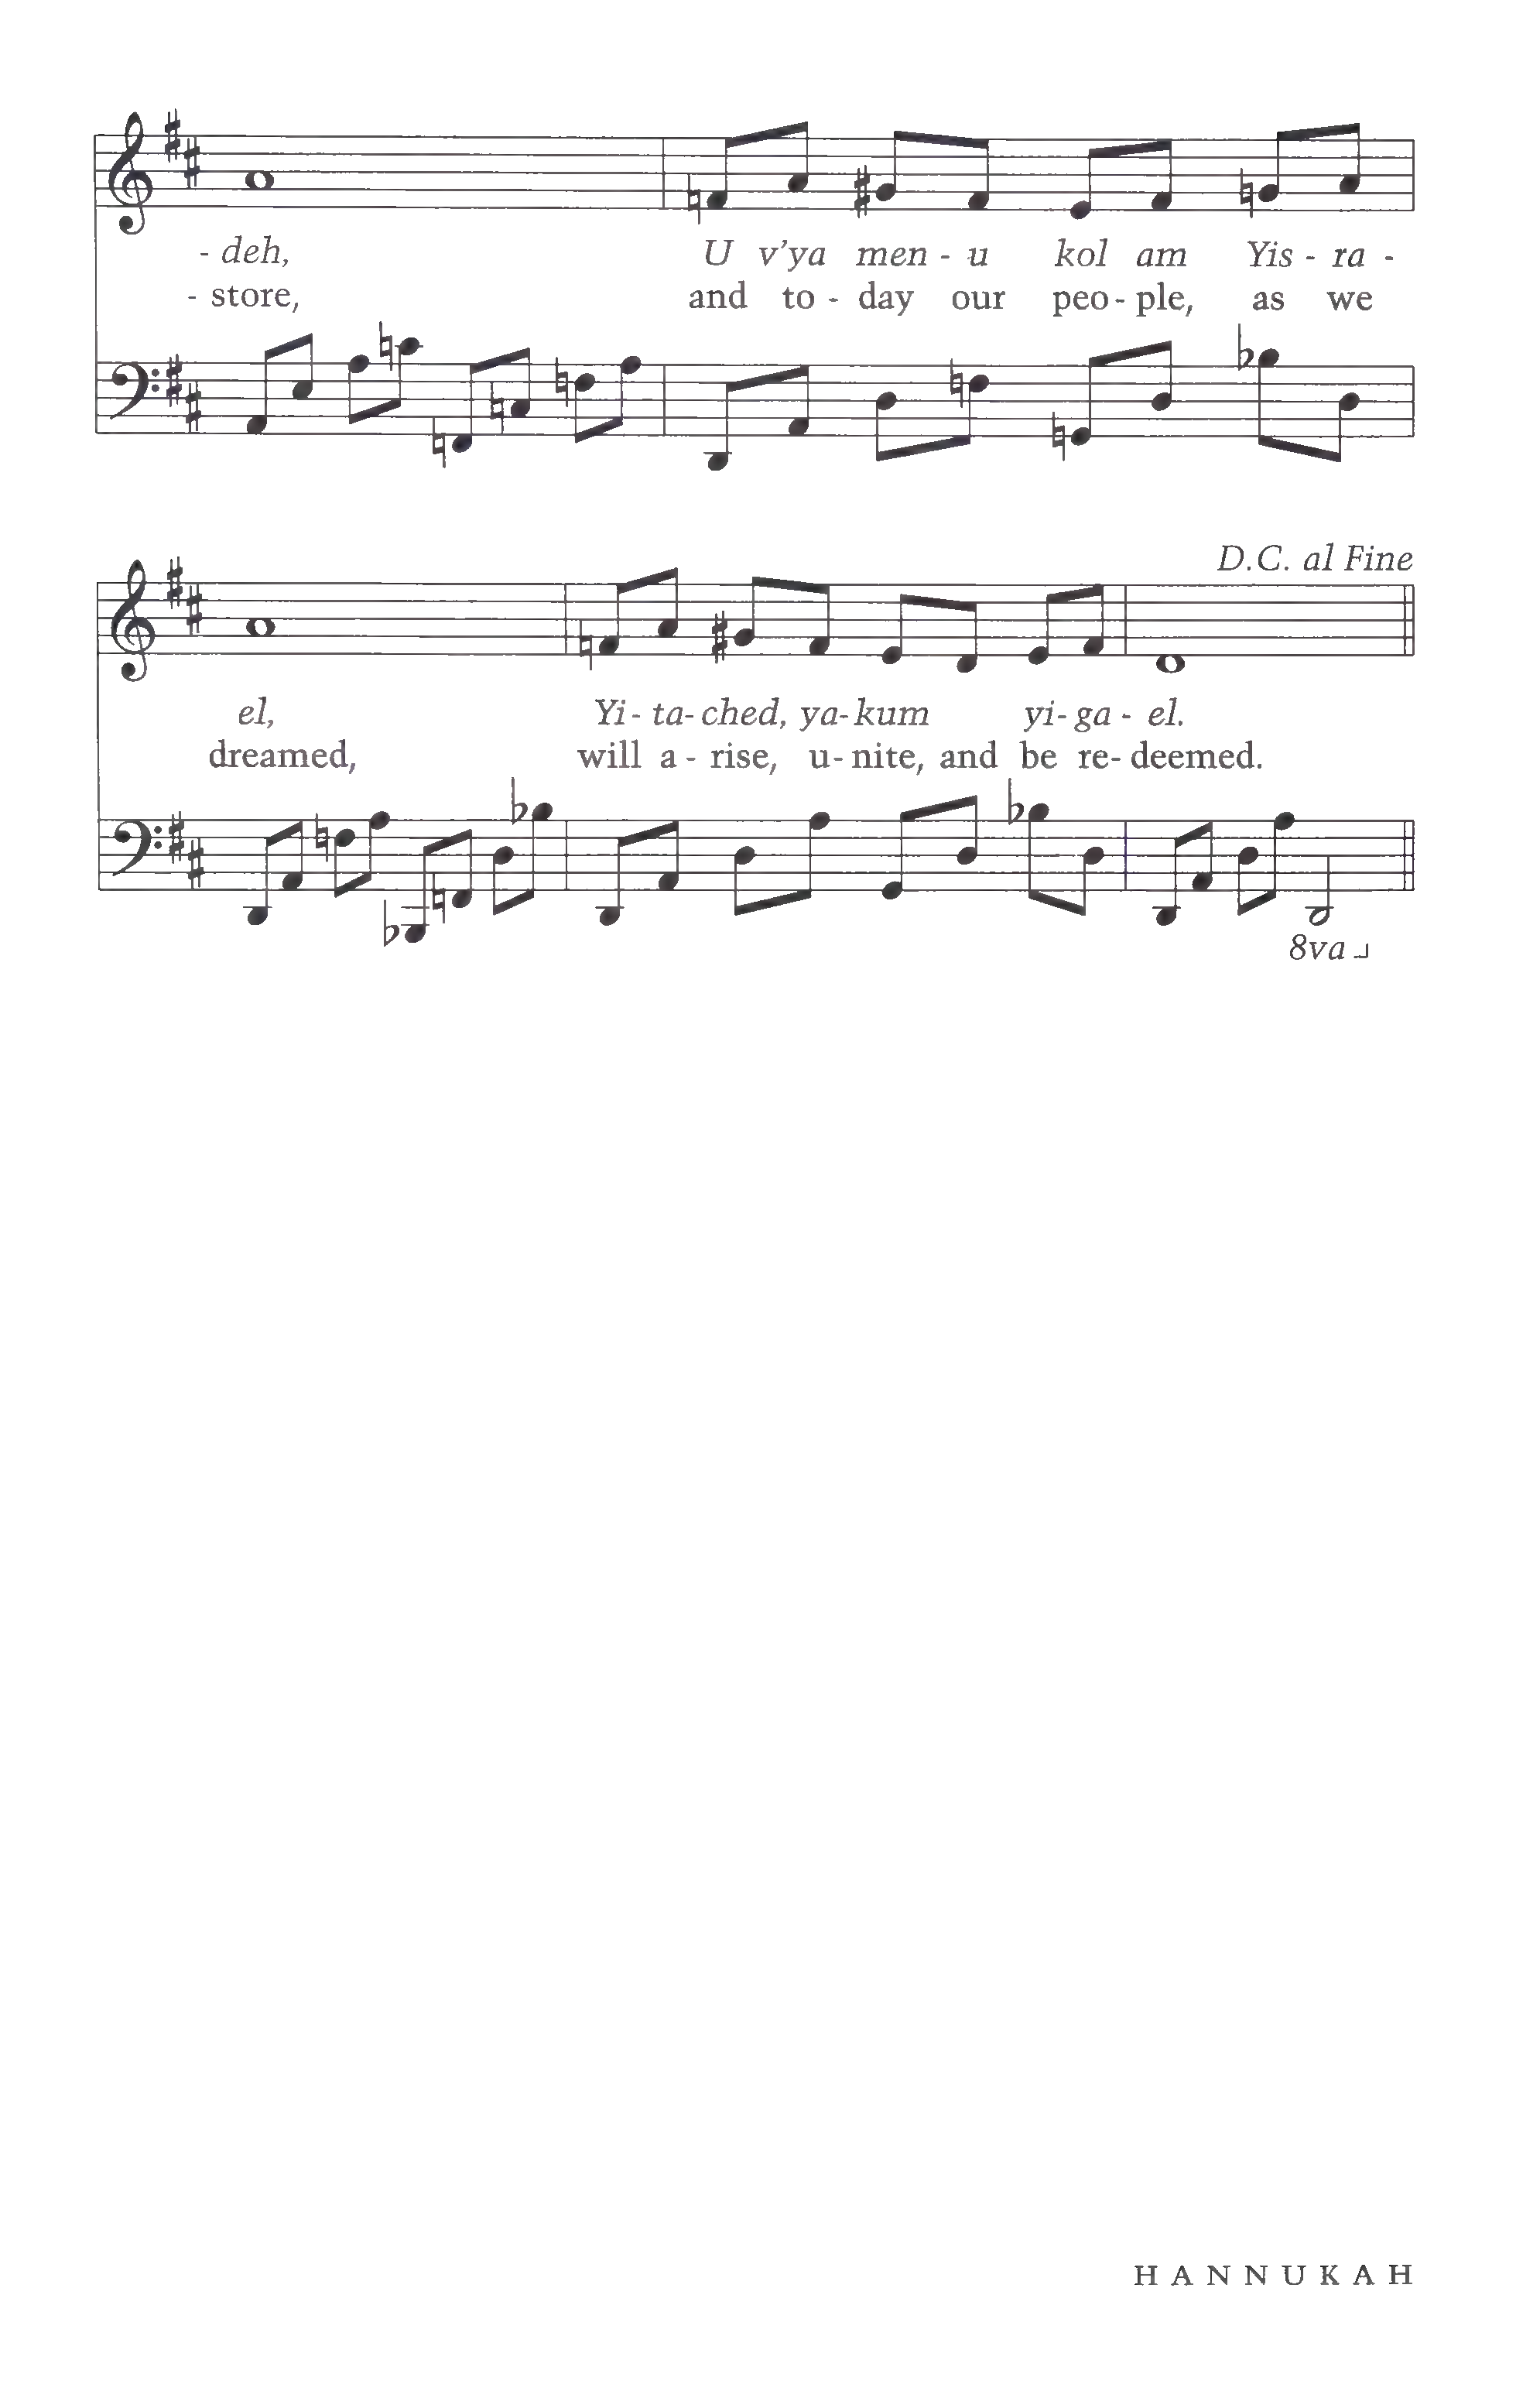 - deh, U v'ya men - u kol am Yis - ra -
- store, and to - day our peo - ple, as we
D.C. al Fine
el, Yi - ta - ched, ya - kum yi - ga - el.
dreamed, will a - rise, u - nite, and be re - deemed.
8va
HANNUKAH